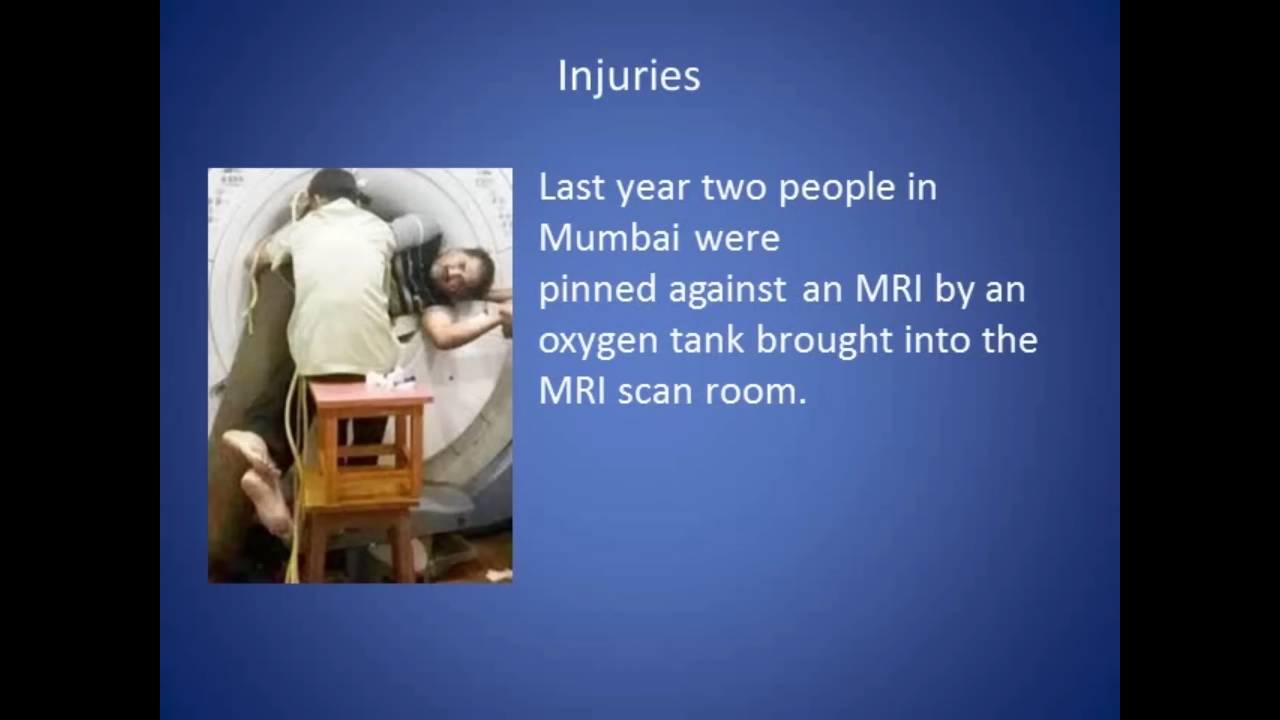 Injuries
Last year two people in
Mumbai were
pinned against an MRI by an
oxygen tank brought into the
MRI scan room.